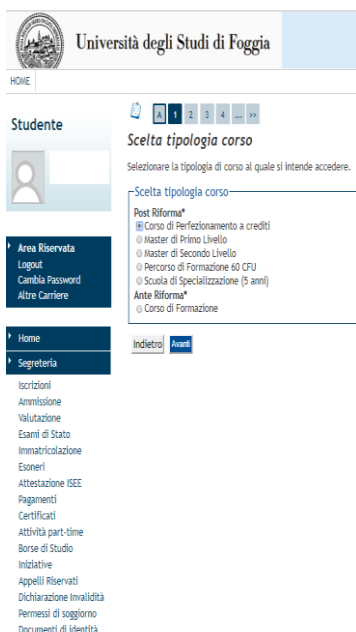 Università degli Studi di Foggia
HOME
Studente
A 1 2 3 4 ... >>
Scelta tipologia corso
Selezionare la tipologia di corso al quale si intende accedere.
Scelta tipologia corso
Post Riforma*
Corso di Perfezionamento a crediti
Master di Primo Livello
Master di Secondo Livello
Percorso di Formazione 60 CFU
Scuola di Specializzazione (5 anni)
Ante Riforma*
Corso di Formazione
Indietro Avanti
Area Riservata
Logout
Cambia Password
Altre Carriere
Home
Segreteria
Iscrizioni
Ammissione
Valutazione
Esami di Stato
Immatricolazione
Esoneri
Attestazione ISEE
Pagamenti
Certificati
Attività part-time
Borse di Studio
Iniziative
Appelli Riservati
Dichiarazione Invalidità
Permessi di soggiorno
Documenti di identità